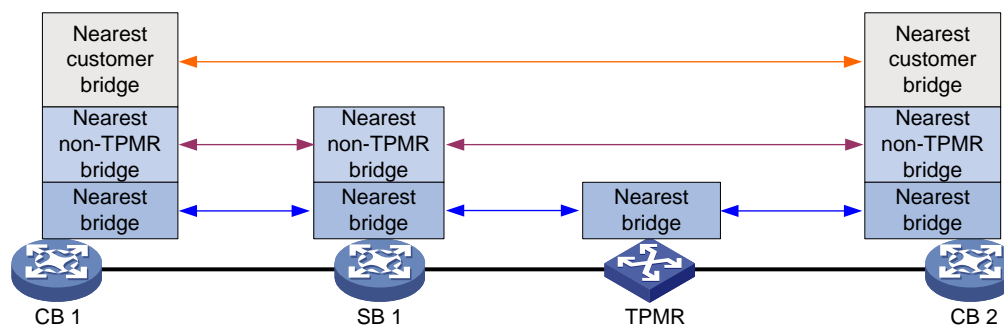 Nearest
customer
bridge
Nearest
customer
bridge
Nearest
non-TPMR
bridge
Nearest
non-TPMR
bridge
Nearest
non-TPMR
bridge
Nearest
bridge
Nearest
bridge
Nearest
bridge
Nearest
bridge
CB 1
SB 1
TPMR
CB 2